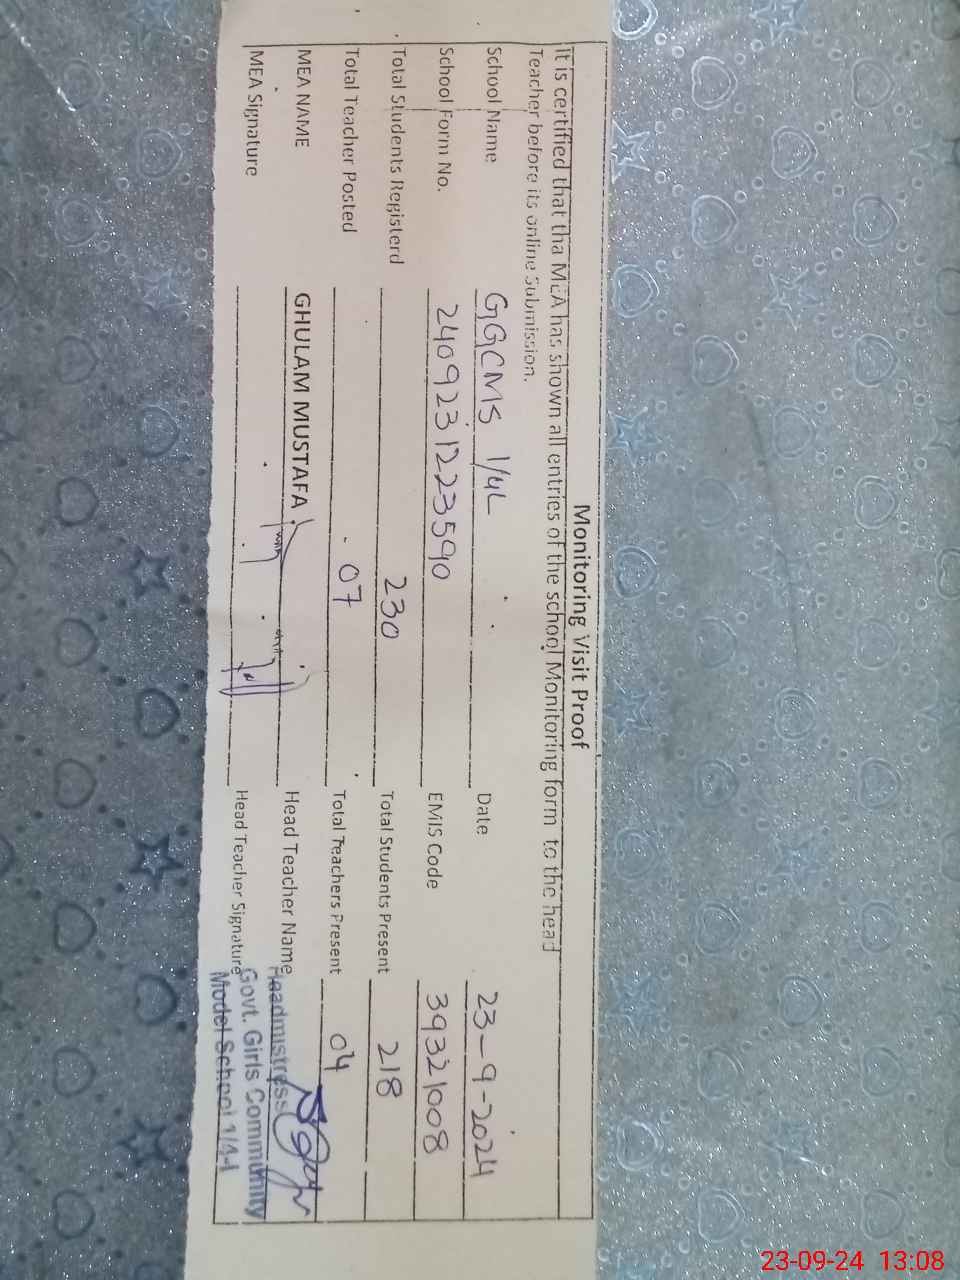 Monitoring Visit Proof
It is certified that tha MEA has shown all entries of the school Monitoring form to the head
Teacher before its online Submission.
School Name GGCMS 1/4L Date 23-9-2024
School Form No. 2409231223590 EMIS Code 39321008
Total Students Registerd 230 Total Students Present 218
Total Teacher Posted 07 Total Teachers Present 04
MEA NAME GHULAM MUSTAFA Head Teacher Name
MEA Signature Head Teacher Signature
Headmistress
Govt. Girls Community
Model School 1/4-L
23-09-24 13:08